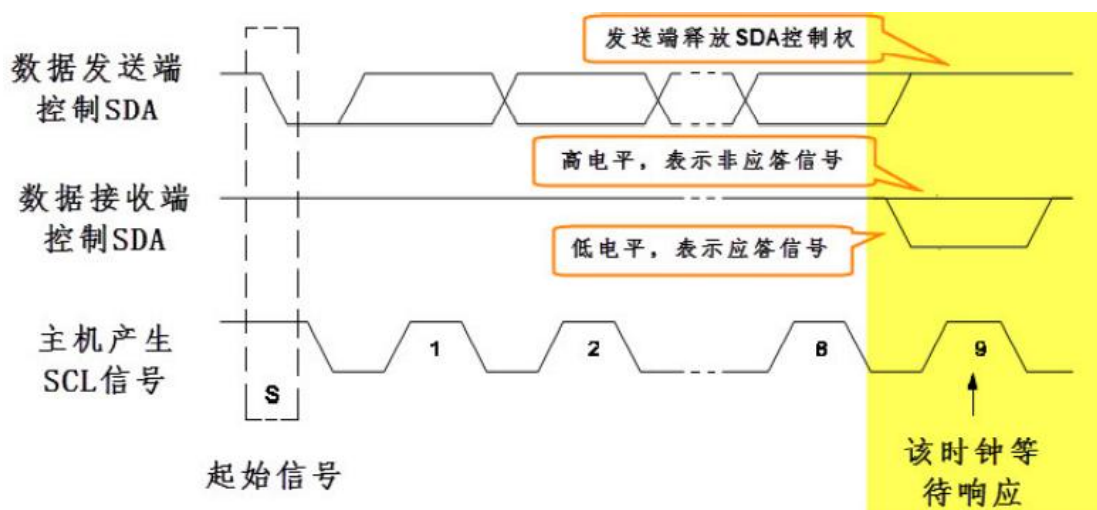 发送端释放SDA控制权
数据发送端
控制SDA
高电平，表示非应答信号
数据接收端
控制SDA
低电平，表示应答信号
主机产生
SCL信号
1
2
8
9
S
起始信号
该时钟等
待响应